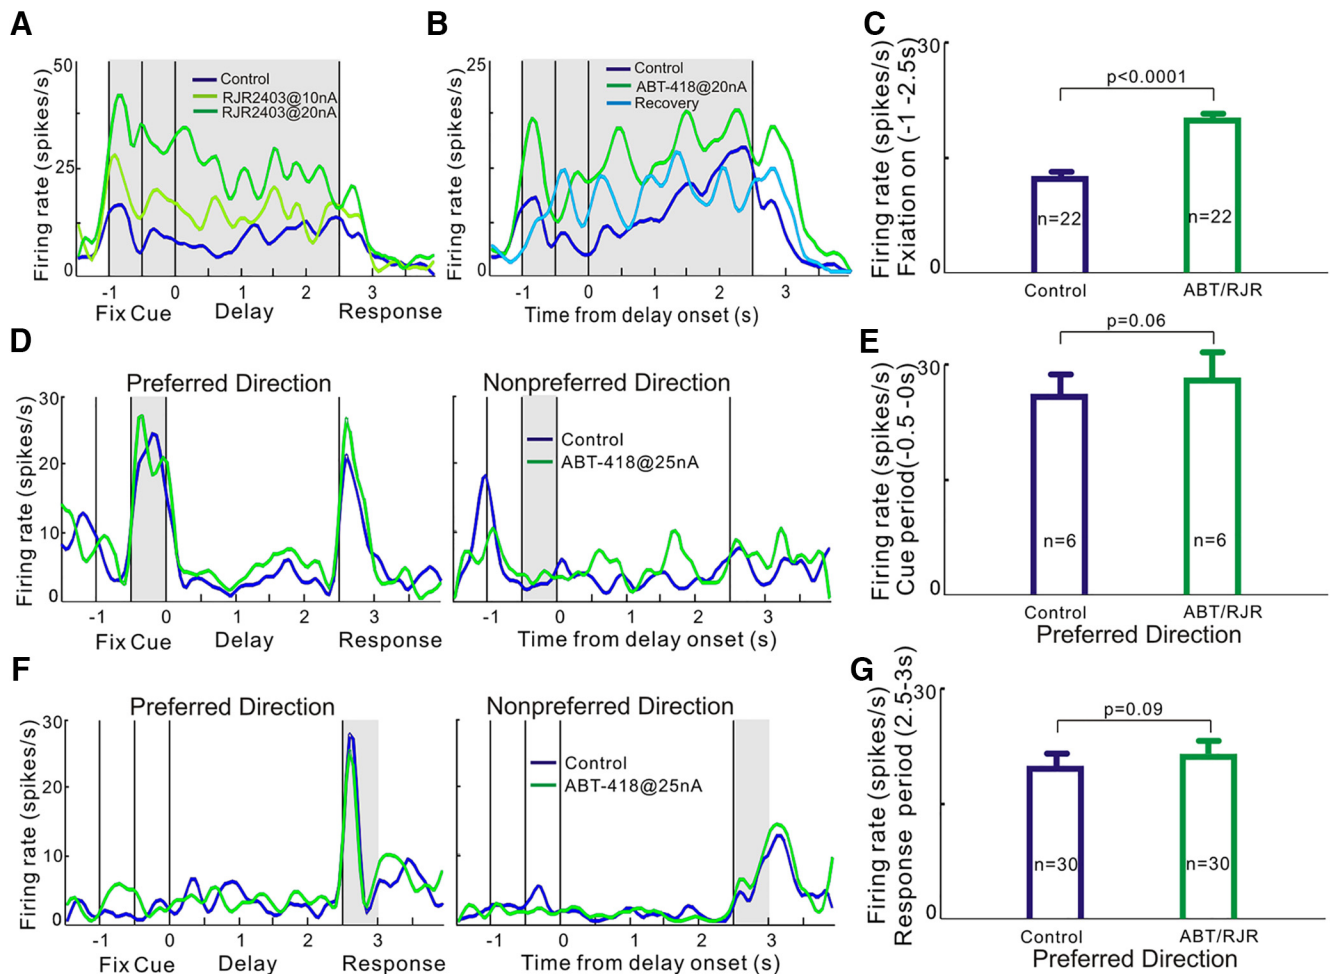 A
50
25
0
Firing rate (spikes/s)
Control
RJR2403@10nA
RJR2403@20nA
-1 0 1 2 3
Fix Cue Delay Response
B
25
0
Firing rate (spikes/s)
Control
ABT-418@20nA
Recovery
-1 0 1 2 3
Time from delay onset (s)
C
30
0
Firing rate (spikes/s)
Fxiation on (-1 -2.5s)
p<0.0001
n=22
n=22
Control ABT/RJR
D
Preferred Direction
30
20
10
0
Firing rate (spikes/s)
-1 0 1 2 3
Fix Cue Delay Response
Nonpreferred Direction
Control
ABT-418@25nA
-1 0 1 2 3
Time from delay onset (s)
E
30
0
Firing rate (spikes/s)
Cue period(-0.5 -0s)
p=0.06
n=6
n=6
Control ABT/RJR
Preferred Direction
F
Preferred Direction
30
20
10
0
Firing rate (spikes/s)
-1 0 1 2 3
Fix Cue Delay Response
Nonpreferred Direction
Control
ABT-418@25nA
-1 0 1 2 3
Time from delay onset (s)
G
30
0
Firing rate (spikes/s)
Response period (2.5-3s)
p=0.09
n=30
n=30
Control ABT/RJR
Preferred Direction